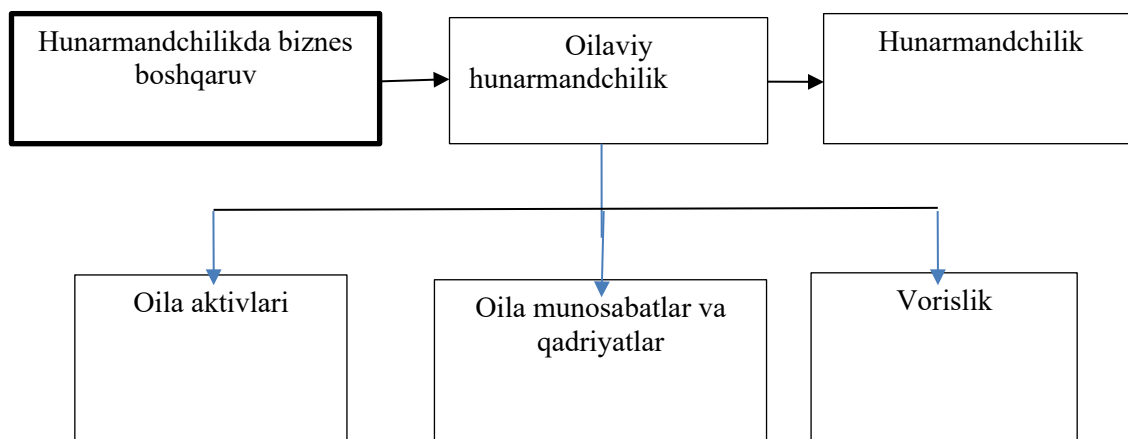 Hunarmandchilikda biznes
boshqaruv
Oilaviy
hunarmandchilik
Hunarmandchilik
Oila aktivlari
Oila munosabatlar va
qadriyatlar
Vorislik